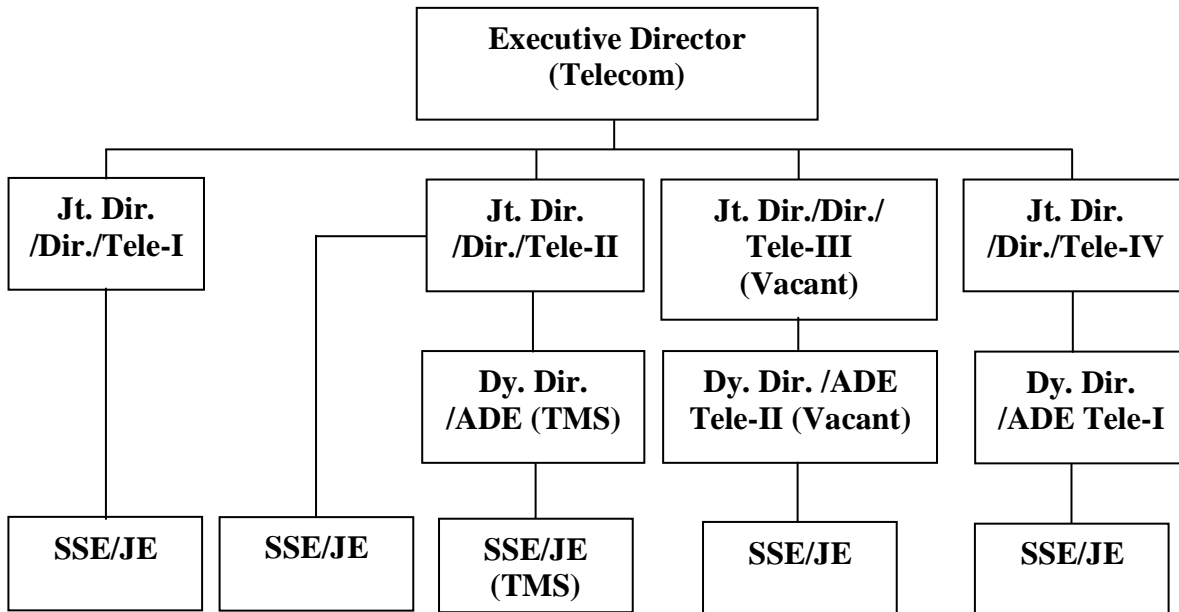 Executive Director
(Telecom)
Jt. Dir.
/Dir./Tele-I
Jt. Dir.
/Dir./Tele-II
Jt. Dir./Dir./
Tele-III
(Vacant)
Jt. Dir.
/Dir./Tele-IV
Dy. Dir.
/ADE (TMS)
Dy. Dir. /ADE
Tele-II (Vacant)
Dy. Dir.
/ADE Tele-I
SSE/JE
SSE/JE
SSE/JE
(TMS)
SSE/JE
SSE/JE